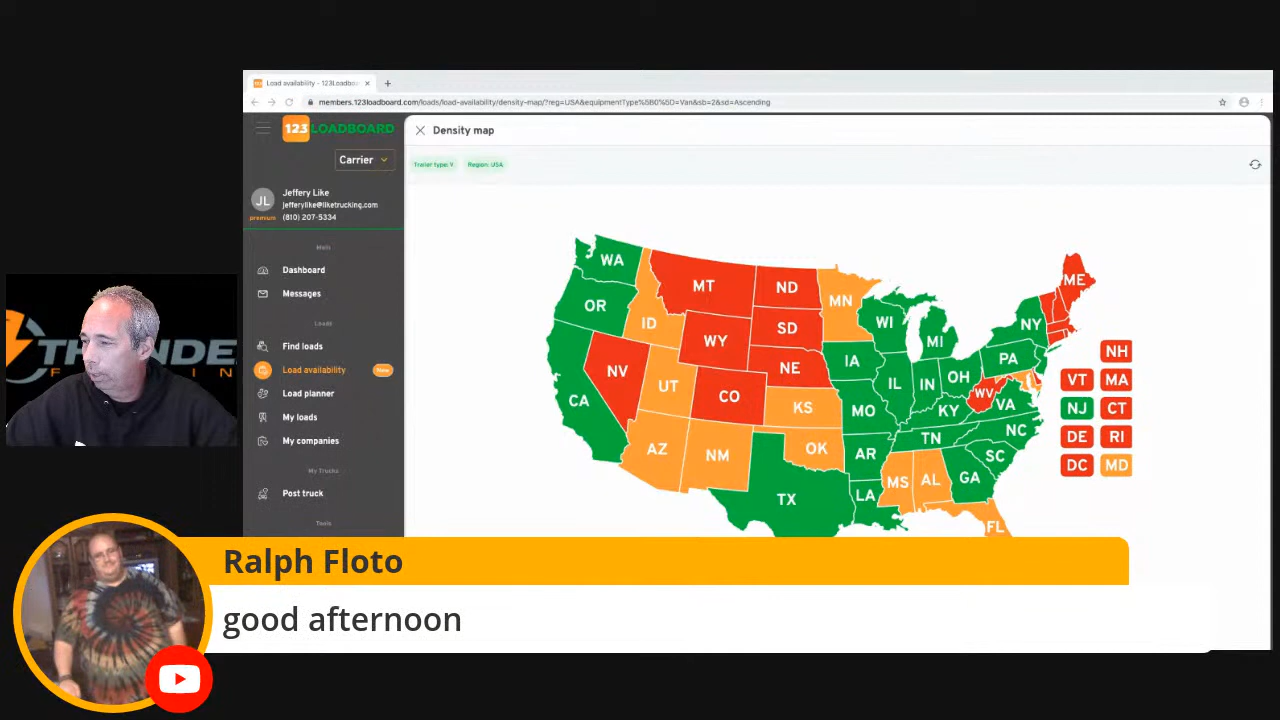 Load availability - 123Loadbo
members.123loadboard.com/loads/load-availability/density-map/?reg=USA&equipmentType%5B0%5D=Van&sb=2&sd=Ascending
123LOADBOARD
Density map
Carrier
Trailer type: V
Region: USA
JL
Jeffery Like
jefferylike@liketrucking.com
premium
(810) 207-5334
Main
Dashboard
Messages
Loads
Find loads
Load availability
New
Load planner
My loads
My companies
My Trucks
Post truck
Tools
WA
OR
CA
ID
NV
MT
WY
UT
AZ
CO
NM
ND
SD
NE
KS
OK
TX
MN
IA
MO
AR
LA
WI
IL
MI
IN
OH
KY
TN
MS
AL
GA
FL
SC
NC
VA
WV
PA
NY
ME
NH
VT
MA
NJ
CT
DE
RI
DC
MD
THUNDE
F
IN
Ralph Floto
good afternoon